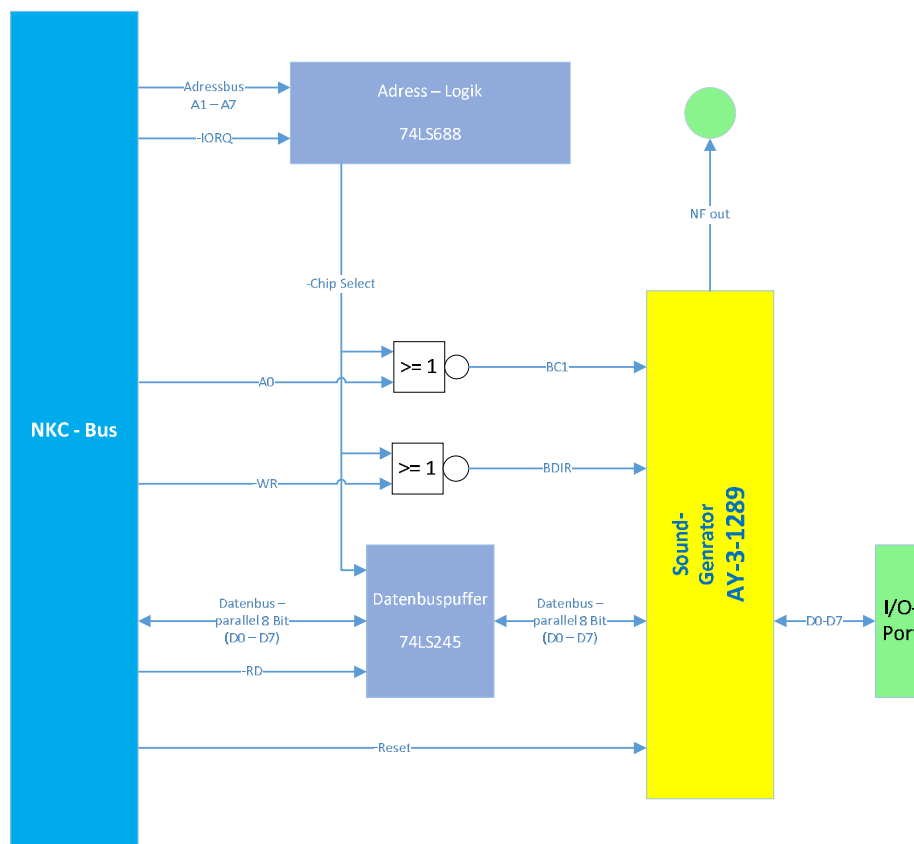 Adressbus
A1 – A7
-IORQ
Adress – Logik
74LS688
NF out
-Chip Select
>= 1
BC1
A0
NKC - Bus
>= 1
BDIR
-WR
Sound-
Genrator
AY-3-1289
Datenbus –
parallel 8 Bit
(D0 – D7)
Datenbuspuffer
74LS245
Datenbus –
parallel 8 Bit
(D0 – D7)
D0-D7
I/O-
Port
-RD
-Reset